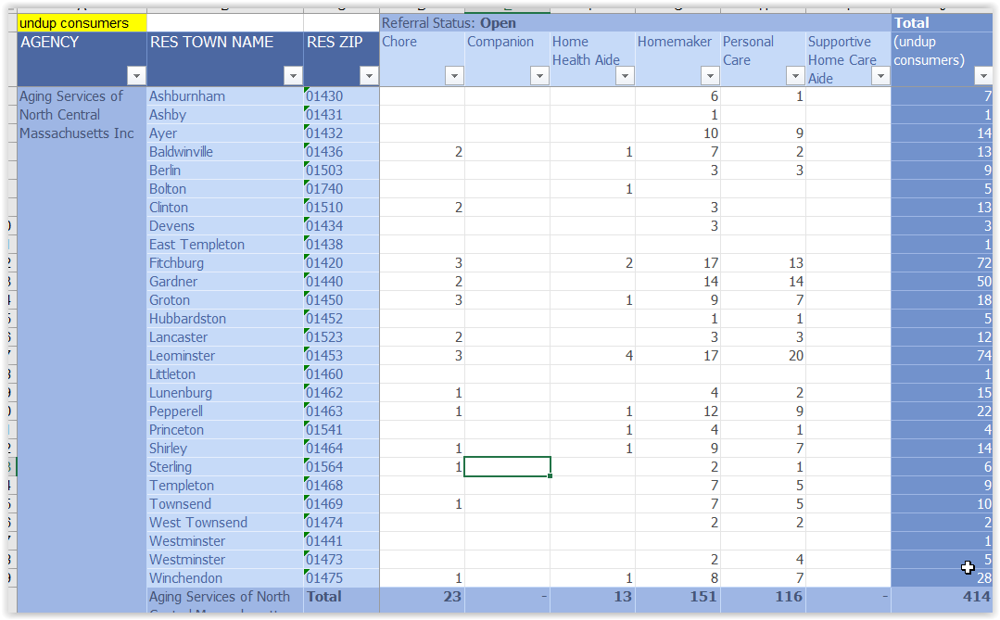 undup consumers Referral Status: Open Total
AGENCY RES TOWN NAME RES ZIP Chore Companion Home Homemaker Personal Supportive (undup
Health Aide Care Home Care consumers)
Aide
Aging Services of Ashburnham 01430 6 1 7
North Central Ashby 01431 1 1
Massachusetts Inc Ayer 01432 10 9 14
Baldwinville 01436 2 1 7 2 13
Berlin 01503 3 3 9
Bolton 01740 1 5
Clinton 01510 2 3 13
Devens 01434 3 3
East Templeton 01438 1
Fitchburg 01420 3 2 17 13 72
Gardner 01440 2 14 14 50
Groton 01450 3 1 9 7 18
Hubbardston 01452 1 1 5
Lancaster 01523 2 3 3 12
Leominster 01453 3 4 17 20 74
Littleton 01460 1
Lunenburg 01462 1 4 2 15
Pepperell 01463 1 1 12 9 22
Princeton 01541 1 4 1 4
Shirley 01464 1 1 9 7 14
Sterling 01564 1 2 1 6
Templeton 01468 7 5 9
Townsend 01469 1 7 5 10
West Townsend 01474 2 2 2
Westminster 01441 1
Westminster 01473 2 4 5
Winchendon 01475 1 1 8 7 28
Aging Services of North Total 23 - 13 151 116 - 414